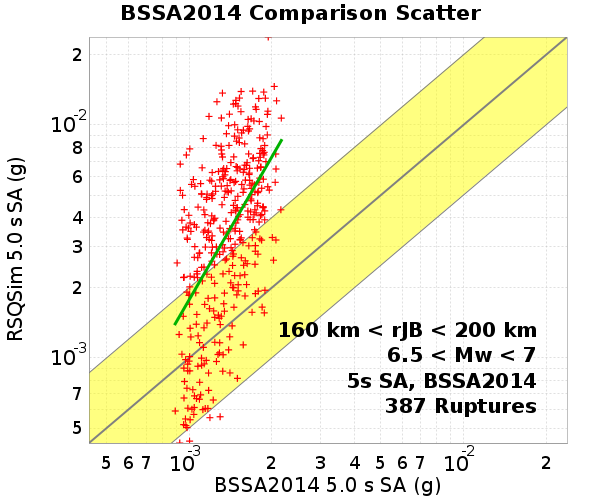 BSSA2014 Comparison Scatter
RSQSim 5.0 s SA (g)
2
10-2
8
6
4
3
2
10-3
7
5
160 km < rJB < 200 km
6.5 < Mw < 7
5s SA, BSSA2014
387 Ruptures
5 6 7 10-3 2 3 4 5 6 7 10-2 2
BSSA2014 5.0 s SA (g)